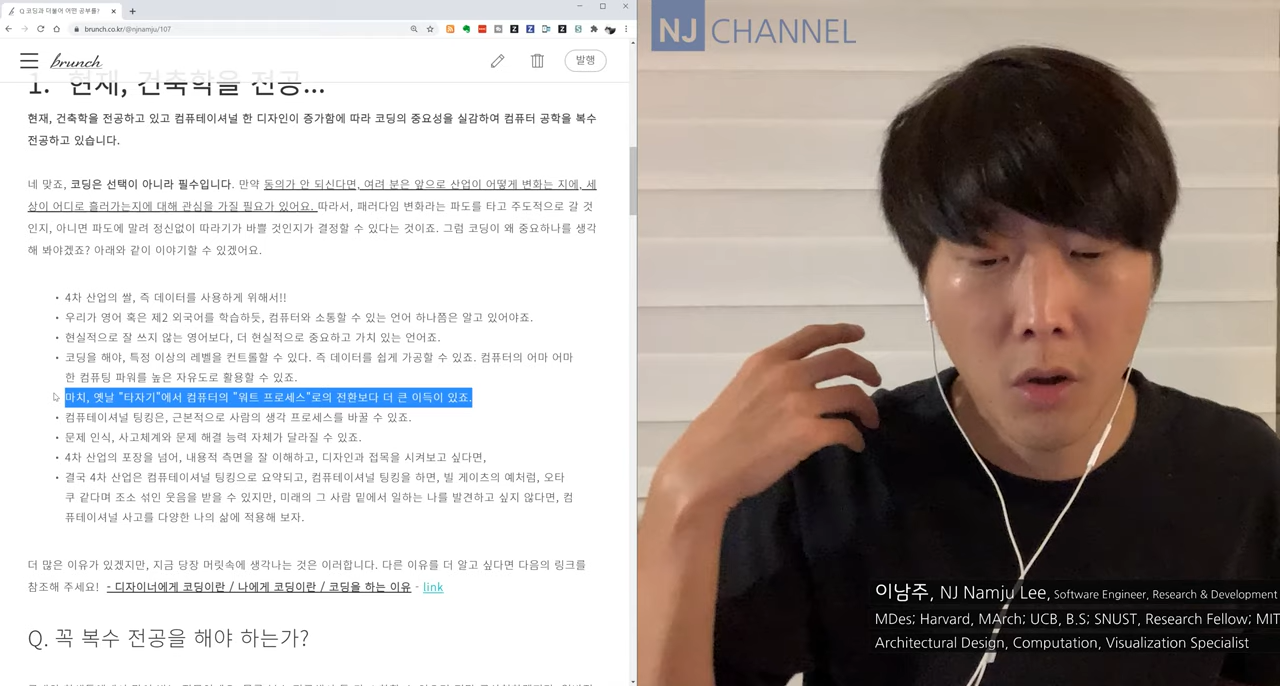 Q 코딩과 더불어 어떤 공부를?
brunch.co.kr/@njnamju/107
brunch
발행
1. 현재, 건축학을 전공...
현재, 건축학을 전공하고 있고 컴퓨테이셔널 한 디자인이 증가함에 따라 코딩의 중요성을 실감하여 컴퓨터 공학을 복수
전공하고 있습니다.
네 맞죠, 코딩은 선택이 아니라 필수입니다. 만약 동의가 안 되신다면, 여려 분은 앞으로 산업이 어떻게 변화는 지에, 세
상이 어디로 흘러가는지에 대해 관심을 가질 필요가 있어요. 따라서, 패러다임 변화라는 파도를 타고 주도적으로 갈 것
인지, 아니면 파도에 말려 정신없이 따라기가 바쁠 것인지가 결정할 수 있다는 것이죠. 그럼 코딩이 왜 중요하나를 생각
해 봐야겠죠? 아래와 같이 이야기할 수 있겠어요.
• 4차 산업의 쌀, 즉 데이터를 사용하게 위해서!!
• 우리가 영어 혹은 제2 외국어를 학습하듯, 컴퓨터와 소통할 수 있는 언어 하나쯤은 알고 있어야죠.
• 현실적으로 잘 쓰지 않는 영어보다, 더 현실적으로 중요하고 가치 있는 언어죠.
• 코딩을 해야, 특정 이상의 레벨을 컨트롤할 수 있다. 즉 데이터를 쉽게 가공할 수 있죠. 컴퓨터의 어마 어마
한 컴퓨팅 파워를 높은 자유도로 활용할 수 있죠.
마치, 옛날 "타자기"에서 컴퓨터의 "워트 프로세스"로의 전환보다 더 큰 이득이 있죠.
• 컴퓨테이셔널 팅킹은, 근본적으로 사람의 생각 프로세스를 바꿀 수 있죠.
• 문제 인식, 사고체계와 문제 해결 능력 자체가 달라질 수 있죠.
• 4차 산업의 포장을 넘어, 내용적 측면을 잘 이해하고, 디자인과 접목을 시켜보고 싶다면,
• 결국 4차 산업은 컴퓨테이셔널 팅킹으로 요약되고, 컴퓨테이셔널 팅킹을 하면, 빌 게이츠의 예처럼, 오타
쿠 같다며 조소 섞인 웃음을 받을 수 있지만, 미래의 그 사람 밑에서 일하는 나를 발견하고 싶지 않다면, 컴
퓨테이셔널 사고를 다양한 나의 삶에 적용해 보자.
더 많은 이유가 있겠지만, 지금 당장 머릿속에 생각나는 것은 이러합니다. 다른 이유를 더 알고 싶다면 다음의 링크를
참조해 주세요! - 디자이너에게 코딩이란 / 나에게 코딩이란 / 코딩을 하는 이유 - link
Q. 꼭 복수 전공을 해야 하는가?
NJ CHANNEL
이남주, NJ Namju Lee, Software Engineer, Research & Development
MDes; Harvard, MArch; UCB, B.S; SNUST, Research Fellow; MIT
Architectural Design, Computation, Visualization Specialist